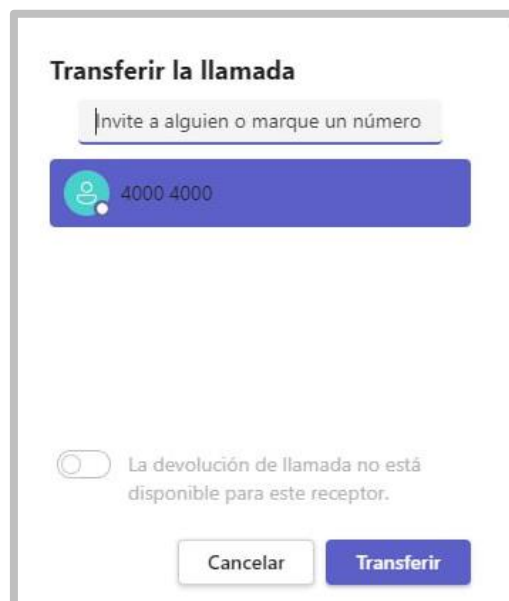 Transferir la llamada
Invite a alguien o marque un número
4000 4000
La devolución de llamada no está
disponible para este receptor.
Cancelar
Transferir